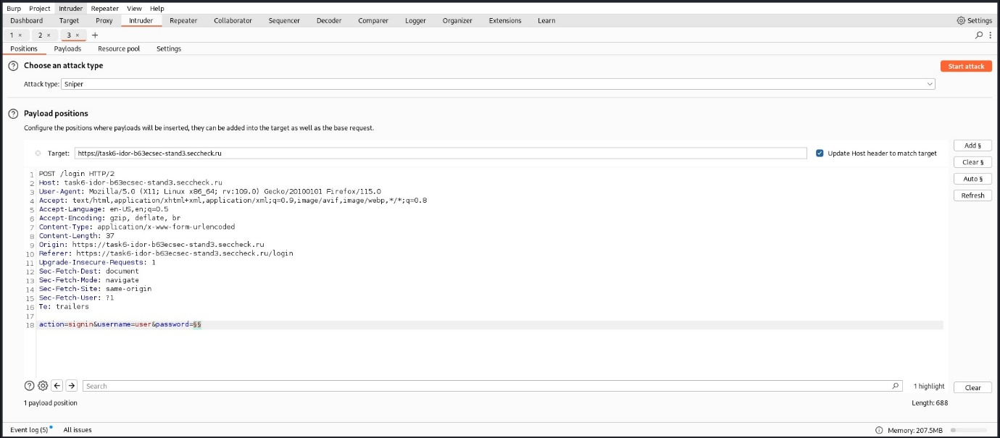 Burp Project Intruder Repeater View Help
Dashboard Target Proxy Intruder Repeater Collaborator Sequencer Decoder Comparer Logger Organizer Extensions Learn Settings
1 × 2 × 3 × +
Positions Payloads Resource pool Settings
? Choose an attack type Start attack
Attack type: Sniper
? Payload positions
Configure the positions where payloads will be inserted, they can be added into the target as well as the base request.
Target: https://task6-idor-b63ecsec-stand3.seccheck.ru Update Host header to match target
Add §
Clear §
Auto §
Refresh
1 POST /login HTTP/2
2 Host: task6-idor-b63ecsec-stand3.seccheck.ru
3 User-Agent: Mozilla/5.0 (X11; Linux x86_64; rv:109.0) Gecko/20100101 Firefox/115.0
4 Accept: text/html,application/xhtml+xml,application/xml;q=0.9,image/avif,image/webp,*/*;q=0.8
5 Accept-Language: en-US,en;q=0.5
6 Accept-Encoding: gzip, deflate, br
7 Content-Type: application/x-www-form-urlencoded
8 Content-Length: 37
9 Origin: https://task6-idor-b63ecsec-stand3.seccheck.ru
10 Referer: https://task6-idor-b63ecsec-stand3.seccheck.ru/login
11 Upgrade-Insecure-Requests: 1
12 Sec-Fetch-Dest: document
13 Sec-Fetch-Mode: navigate
14 Sec-Fetch-Site: same-origin
15 Sec-Fetch-User: ?1
16 Te: trailers
17
18 action=signin&username=user&password=§§
? Search 1 highlight Clear
1 payload position Length: 688
Event log (5) All issues Memory: 207.5MB